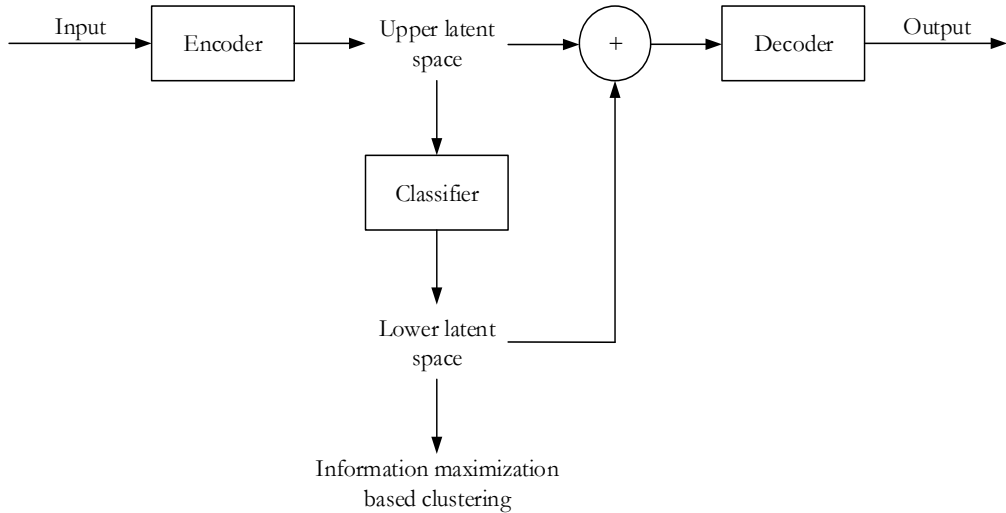 Input
Encoder
Upper latent
space
+
Decoder
Output
Classifier
Lower latent
space
Information maximization
based clustering